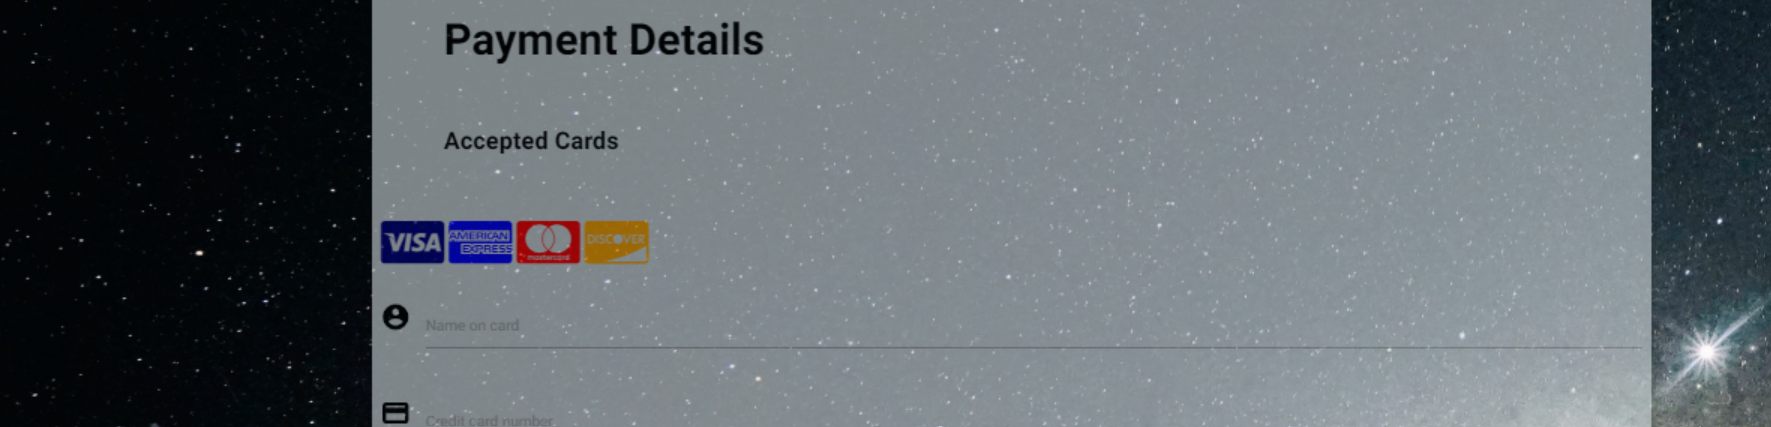 Payment Details
Accepted Cards
VISA AMERICAN EXPRESS mastercard DISCOVER
Name on card
Credit card number